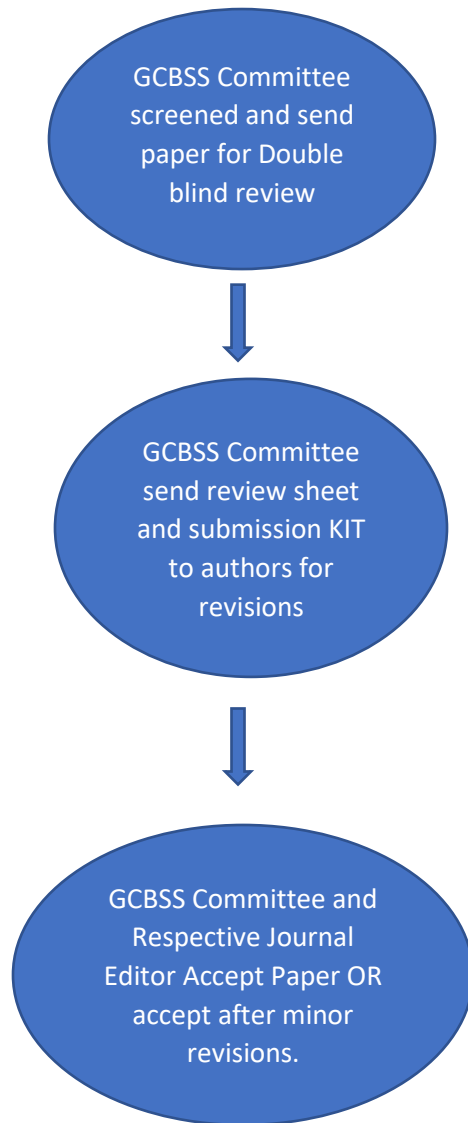 GCBSS Committee
screened and send
paper for Double
blind review
GCBSS Committee
send review sheet
and submission KIT
to authors for
revisions
GCBSS Committee and
Respective Journal
Editor Accept Paper OR
accept after minor
revisions.